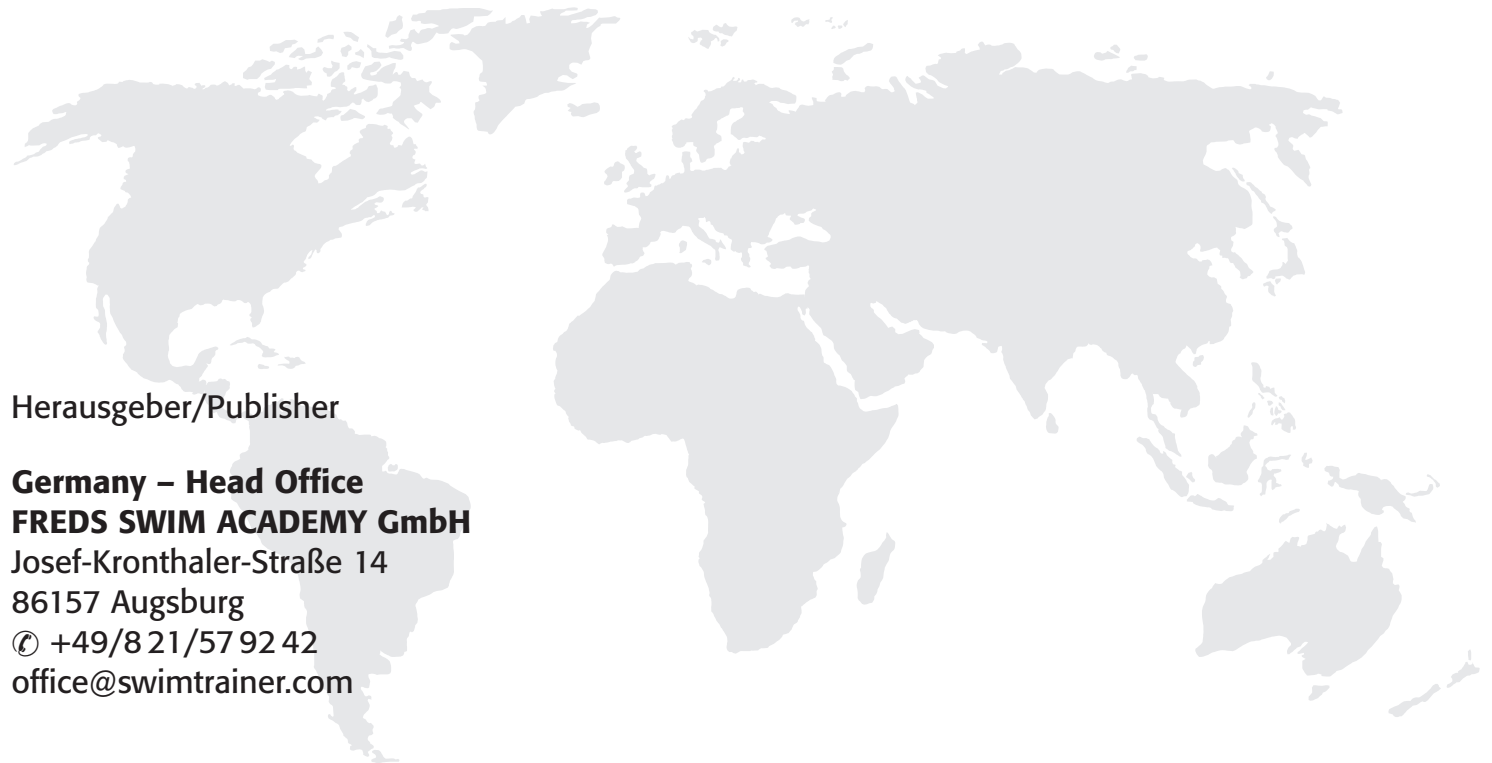 Herausgeber/Publisher
Germany – Head Office
FREDS SWIM ACADEMY GmbH
Josef-Kronthaler-Straße 14
86157 Augsburg
✆ +49/8 21/57 92 42
office@swimtrainer.com